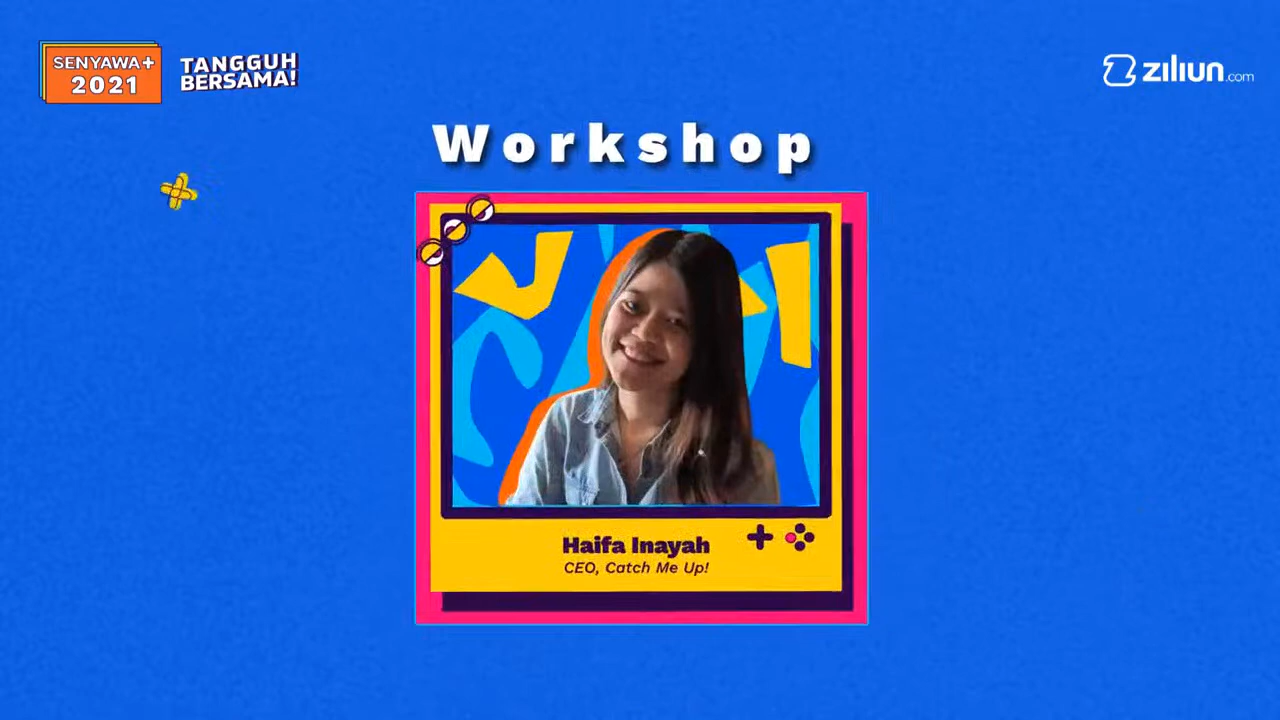 SENYAWA+
2021
TANGGUH
BERSAMA!
ziliun.com
Workshop
Haifa Inayah
CEO, Catch Me Up!